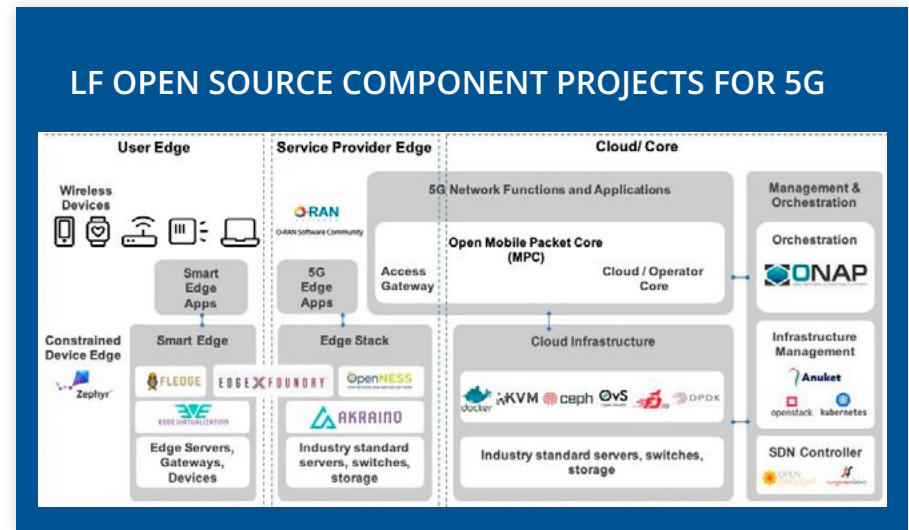 LF OPEN SOURCE COMPONENT PROJECTS FOR 5G
User Edge
Service Provider Edge
Cloud/ Core
Wireless
Devices
O-RAN
O-RAN Software Community
5G Network Functions and Applications
Management &
Orchestration
Open Mobile Packet Core
(MPC)
Orchestration
ONAP
Smart
Edge
Apps
5G
Edge
Apps
Access
Gateway
Cloud / Operator
Core
Constrained
Device Edge
Zephyr
Smart Edge
Edge Stack
Cloud Infrastructure
Infrastructure
Management
FLEDGE
EDGE X FOUNDRY
OpenNESS
Anuket
docker
KVM
ceph
OvS
DPDK
openstack
kubernetes
EVE
EDGE VIRTUALIZATION
AKRAINO
Edge Servers,
Gateways,
Devices
Industry standard
servers, switches,
storage
Industry standard servers, switches,
storage
SDN Controller
OPEN